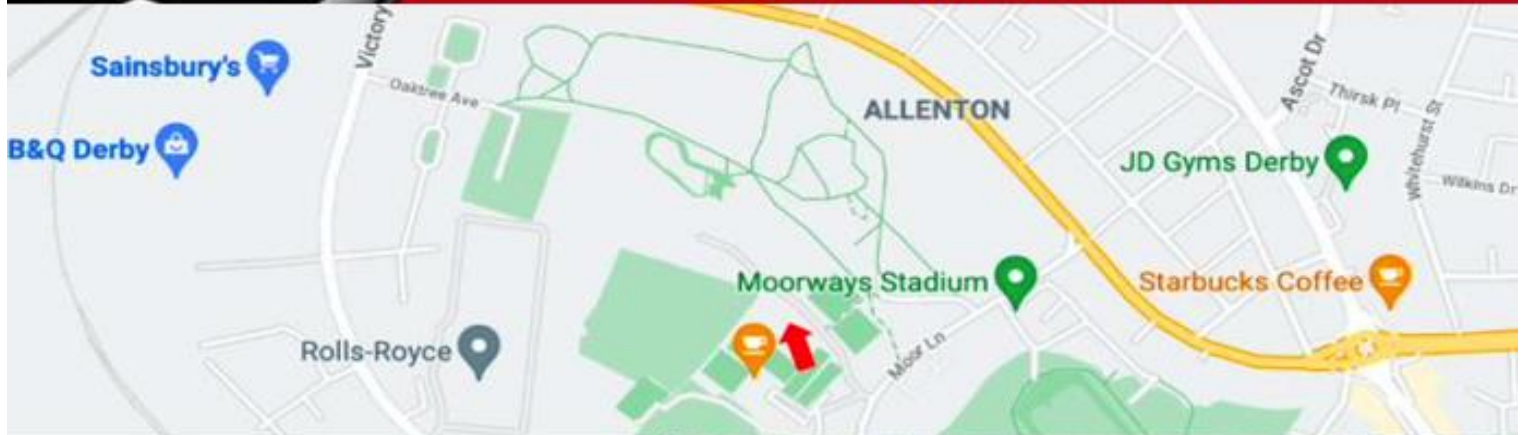 Victory
Sainsbury's
Oaktree Ave
B&Q Derby
ALLENTON
Ascot Dr
Thirsk Pl
Whitehurst St
JD Gyms Derby
Wilkins Dr
Moorways Stadium
Starbucks Coffee
Rolls-Royce
Moor Ln